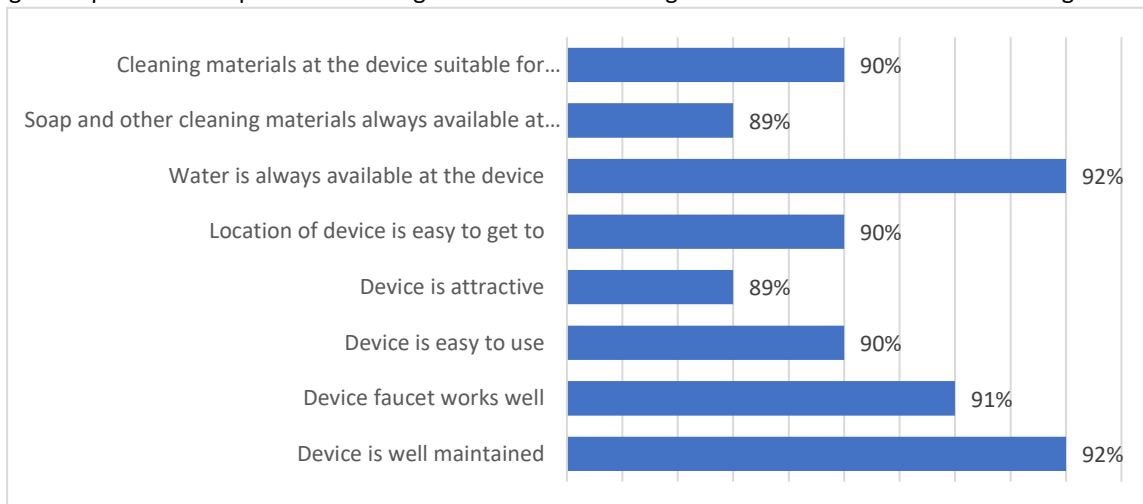 Cleaning materials at the device suitable for... 90%
Soap and other cleaning materials always available at... 89%
Water is always available at the device 92%
Location of device is easy to get to 90%
Device is attractive 89%
Device is easy to use 90%
Device faucet works well 91%
Device is well maintained 92%